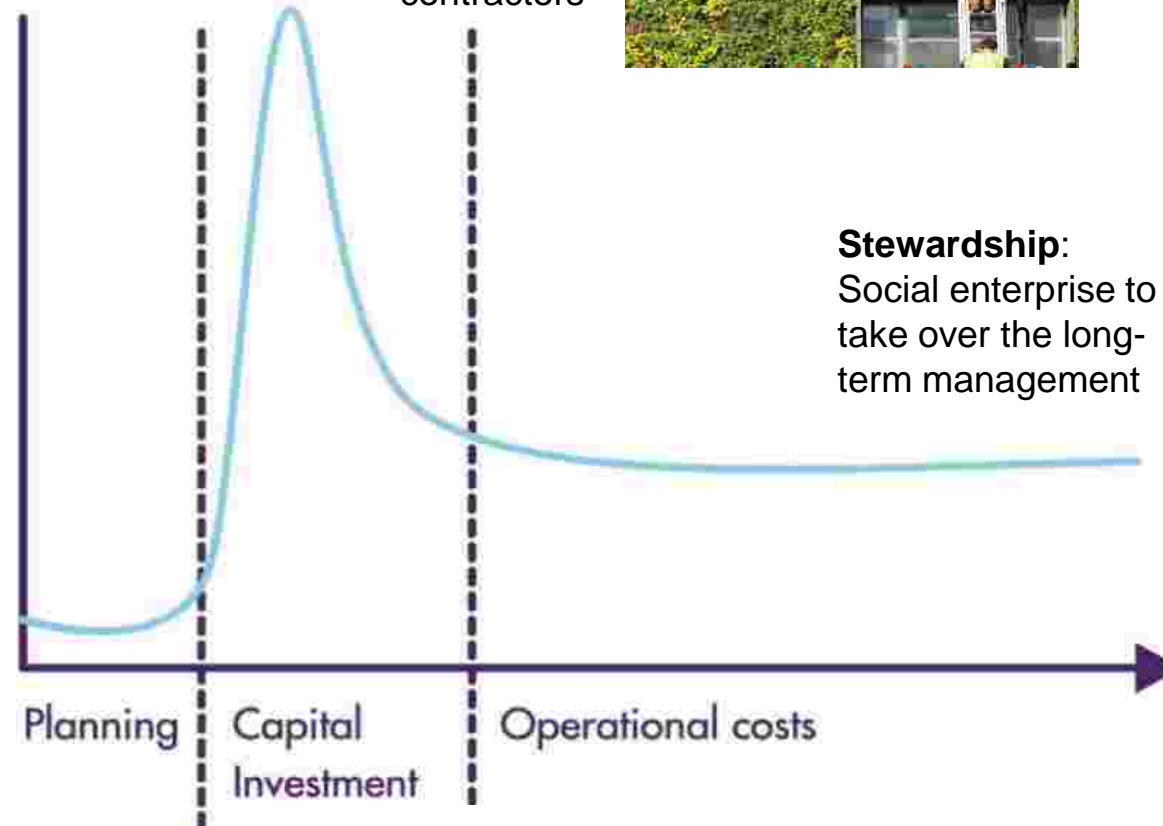 contractors
Stewardship:
Social enterprise to
take over the long-
term management
Planning
Capital
Investment
Operational costs